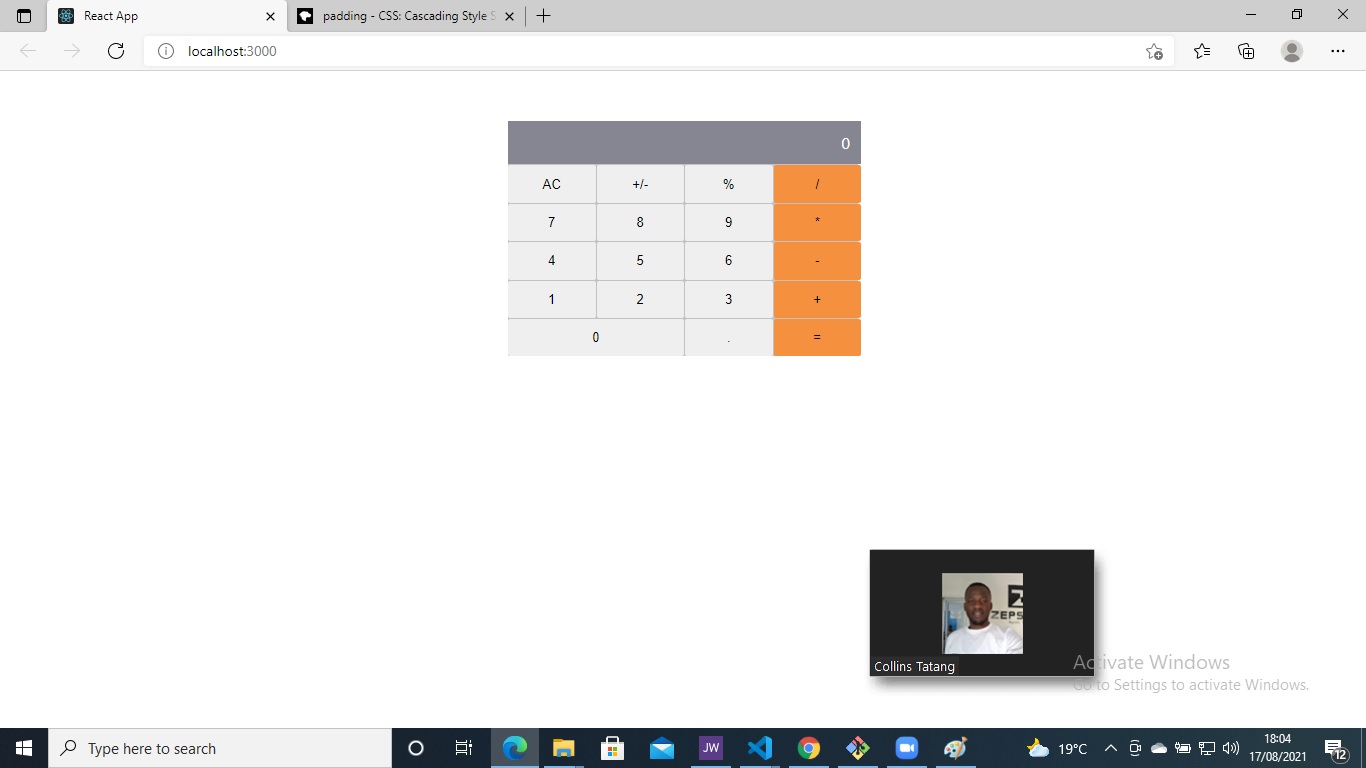 React App
padding - CSS: Cascading Style S
localhost:3000
0
AC +/- % /
7 8 9 *
4 5 6 -
1 2 3 +
0 . =
ZEPS
Collins Tatang
Activate Windows
Go to Settings to activate Windows.
Type here to search
JW
19°C
18:04
17/08/2021
12